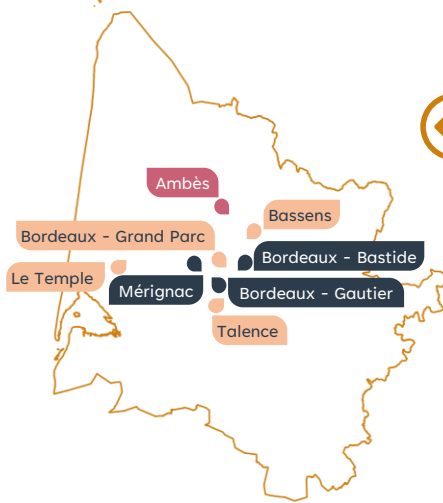 Ambès
Bassens
Bordeaux - Grand Parc
Bordeaux - Bastide
Le Temple
Mérignac
Bordeaux - Gautier
Talence